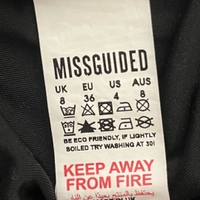 MISSGUIDED
UK EU US AUS
8 36 4 8
BE ECO FRIENDLY, IF LIGHTLY
SOILED TRY WASHING AT 30!
KEEP AWAY
FROM FIRE